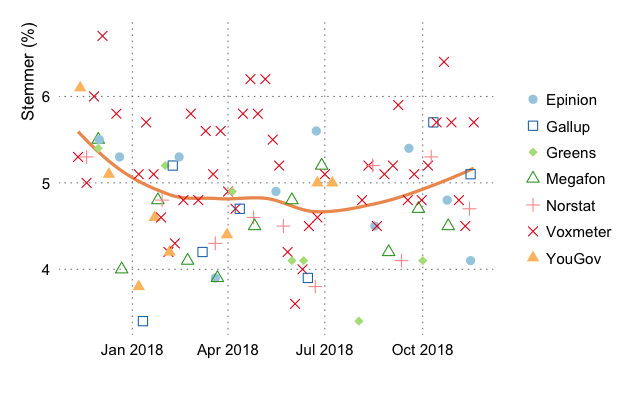 Stemmer (%)
6
5
4
Jan 2018
Apr 2018
Jul 2018
Oct 2018
Epinion
Gallup
Greens
Megafon
Norstat
Voxmeter
YouGov